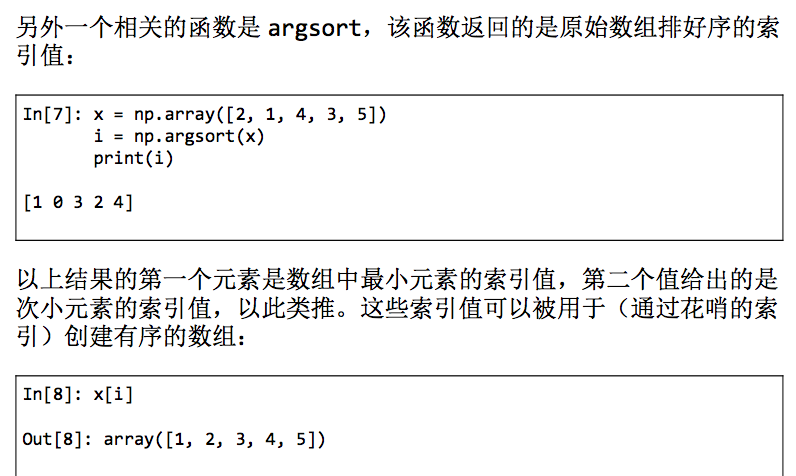 另外一个相关的函数是 argsort，该函数返回的是原始数组排好序的索
引值：
In[7]: x = np.array([2, 1, 4, 3, 5])
i = np.argsort(x)
print(i)
[1 0 3 2 4]
以上结果的第一个元素是数组中最小元素的索引值，第二个值给出的是
次小元素的索引值，以此类推。这些索引值可以被用于（通过花哨的索
引）创建有序的数组：
In[8]: x[i]
Out[8]: array([1, 2, 3, 4, 5])